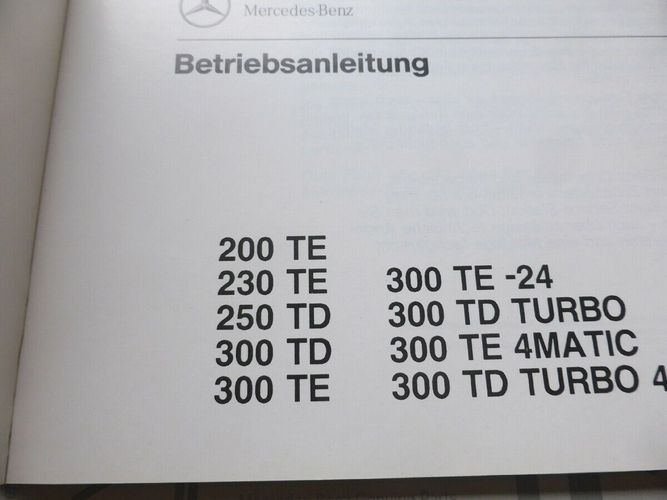 Mercedes-Benz
Betriebsanleitung
200 TE
230 TE 300 TE -24
250 TD 300 TD TURBO
300 TD 300 TE 4MATIC
300 TE 300 TD TURBO 4